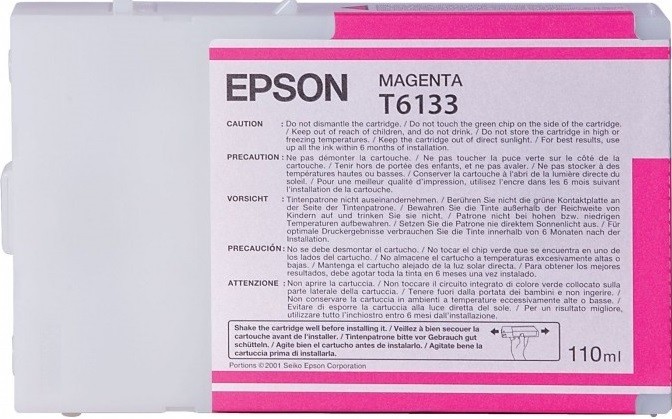 EPSON MAGENTA
T6133
CAUTION : Do not dismantle the cartridge. / Do not touch the green chip on the side of the cartridge.
/ Keep out of reach of children, and do not drink. / Do not store the cartridge in high or
freezing temperatures. / Keep the cartridge out of direct sunlight. / For best results, use
up all the ink within 6 months of installation.
PRECAUTION : Ne pas démonter la cartouche. / Ne pas toucher la puce verte sur le côté de la
cartouche. / Tenir hors de portée des enfants, et ne pas avaler. / Ne pas stocker à des
températures hautes ou basses. / Conserver la cartouche à l'abri de la lumière directe du
soleil. / Pour une meilleur qualité d'impression, utilisez l'encre dans les 6 mois suivant
l'installation de la cartouche.
VORSICHT : Tintenpatrone nicht auseinandernehmen. / Berühren Sie nicht die grüne Kontaktplatte an
der Seite der Tintenpatrone. / Bewahren Sie die Tinte außerhalb der Reichweite von
Kindern auf und trinken Sie sie nicht. / Patrone nicht bei hohen bzw. niedrigen
Temperaturen aufbewahren. / Setzen Sie die Patrone nie direktem Sonnenlicht aus. / Für
optimale Druckergebnisse verbrauchen Sie die Tinte innerhalb von 6 Monaten nach der
Installation.
PRECAUCIÓN : No se debe desmontar el cartucho. / No tocar el chip verde que se encuentra en uno de
los lados del cartucho. / No almacene el cartucho a temperaturas excesivamente altas o
bajas. / Mantenga el cartucho alejado de la luz solar directa. / Para obtener los mejores
resultados, debe agotar toda la tinta en 6 meses una vez instalado.
ATTENZIONE : Non aprire la cartuccia. / Non toccare il circuito integrato di colore verde collocato sulla
parte laterale della cartuccia. / Tenere fuori dalla portata dei bambini e non ingerire. /
Non conservare la cartuccia in ambienti a temperature eccessivamente alte o basse. /
Evitare di esporre la cartuccia alla luce diretta del sole. / Per un risultato migliore,
utilizzare tutto l'inchiostro entro 6 mesi dall'installazione.
Shake the cartridge well before installing it. / Veillez à bien secouer la
cartouche avant de l'installer. / Tintenpatrone bitte vor Gebrauch gut
schütteln. / Agite bien el cartucho antes de instalarlo. / Agitate bene la
cartuccia prima di installarla.
110ml
Portions ©2001 Seiko Epson Corporation